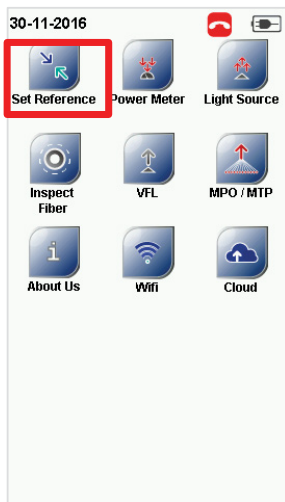 30-11-2016
Set Reference Power Meter Light Source
Inspect Fiber VFL MPO / MTP
About Us Wifi Cloud